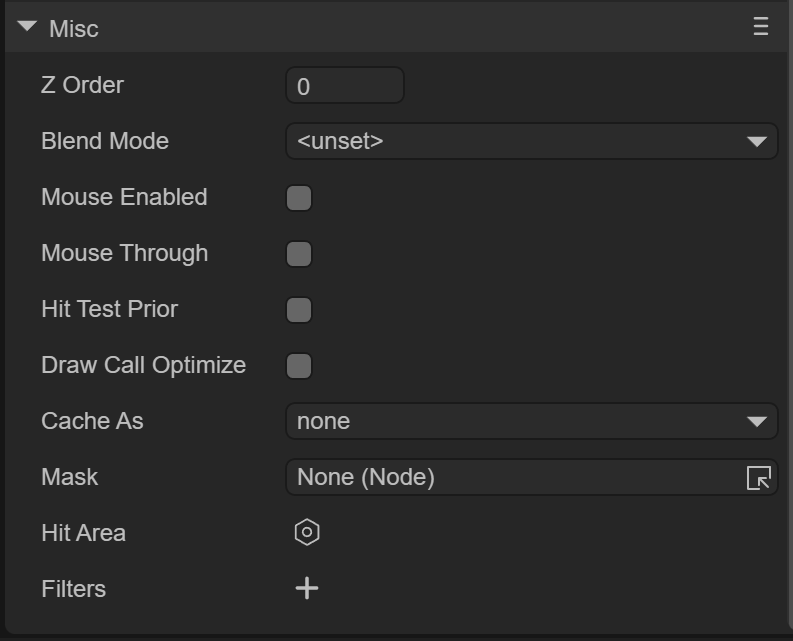 Misc
Z Order 0
Blend Mode <unset>
Mouse Enabled
Mouse Through
Hit Test Prior
Draw Call Optimize
Cache As none
Mask None (Node)
Hit Area
Filters